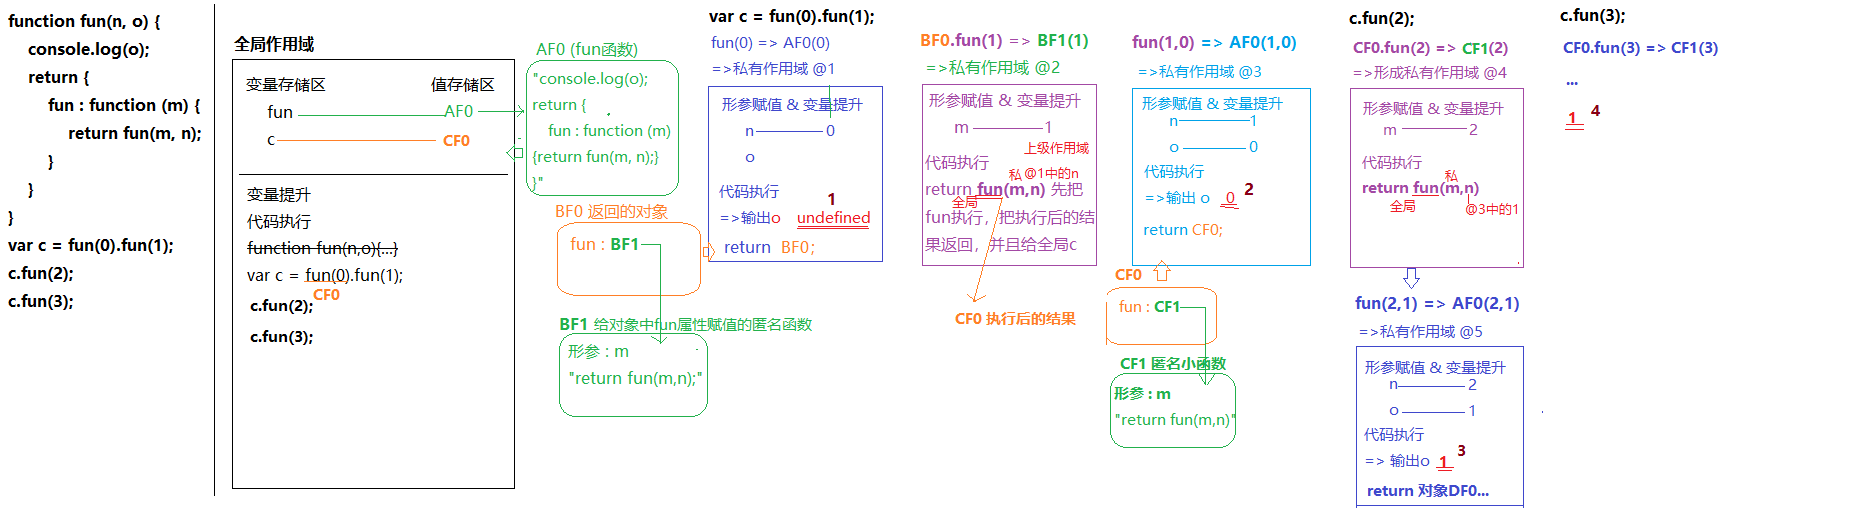 function fun(n, o) {
console.log(o);
return {
fun : function (m) {
return fun(m, n);
}
}
}
var c = fun(0).fun(1);
c.fun(2);
c.fun(3);
全局作用域
变量存储区 值存储区
fun AF0
c CF0
变量提升
代码执行
function fun(n,o){...}
var c = fun(0).fun(1);
CF0
c.fun(2);
c.fun(3);
AF0 (fun函数)
"console.log(o);
return {
fun : function (m)
{return fun(m, n);}
}"
BF0 返回的对象
fun : BF1
BF1 给对象中fun属性赋值的匿名函数
形参 : m
"return fun(m,n);"
var c = fun(0).fun(1);
fun(0) => AF0(0)
=>私有作用域 @1
形参赋值 & 变量提升
n 0
o
代码执行
1
=>输出o undefined
return BF0;
BF0.fun(1) => BF1(1)
=>私有作用域 @2
形参赋值 & 变量提升
m 1
上级作用域
代码执行 私 @1中的n
return fun(m,n) 先把
全局
fun执行，把执行后的结
果返回，并且给全局c
CF0 执行后的结果
fun(1,0) => AF0(1,0)
=>私有作用域 @3
形参赋值 & 变量提升
n 1
o 0
代码执行
=>输出 o 0 2
return CF0;
CF0
fun : CF1
CF1 匿名小函数
形参 : m
"return fun(m,n)"
c.fun(2);
CF0.fun(2) => CF1(2)
=>形成私有作用域 @4
形参赋值 & 变量提升
m 2
代码执行
私
return fun(m,n)
全局 @3中的1
fun(2,1) => AF0(2,1)
=>私有作用域 @5
形参赋值 & 变量提升
n 2
o 1
代码执行
=> 输出o 1 3
return 对象DF0...
c.fun(3);
CF0.fun(3) => CF1(3)
...
1 4